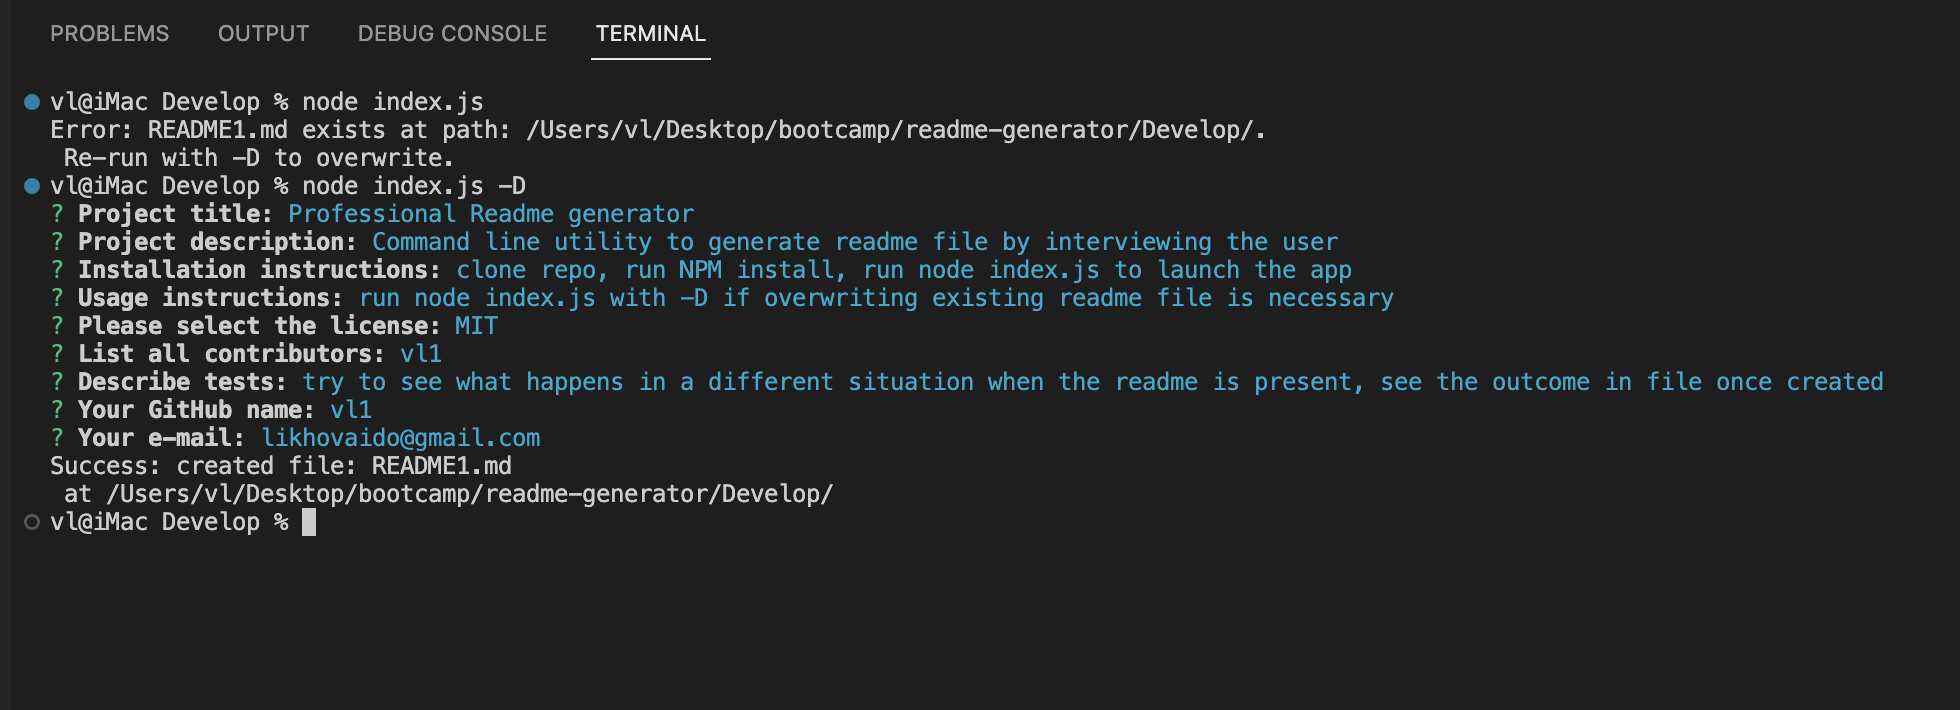 PROBLEMS OUTPUT DEBUG CONSOLE TERMINAL
vl@iMac Develop % node index.js
Error: README1.md exists at path: /Users/vl/Desktop/bootcamp/readme-generator/Develop/.
Re-run with -D to overwrite.
vl@iMac Develop % node index.js -D
? Project title: Professional Readme generator
? Project description: Command line utility to generate readme file by interviewing the user
? Installation instructions: clone repo, run NPM install, run node index.js to launch the app
? Usage instructions: run node index.js with -D if overwriting existing readme file is necessary
? Please select the license: MIT
? List all contributors: vl1
? Describe tests: try to see what happens in a different situation when the readme is present, see the outcome in file once created
? Your GitHub name: vl1
? Your e-mail: likhovaido@gmail.com
Success: created file: README1.md
at /Users/vl/Desktop/bootcamp/readme-generator/Develop/
vl@iMac Develop %